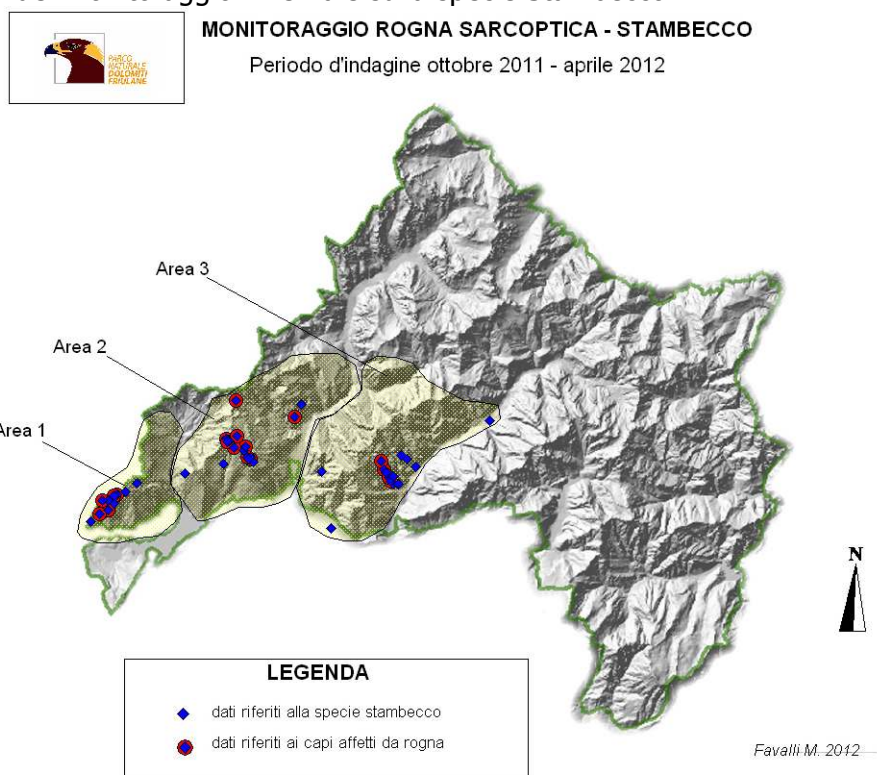 MONITORAGGIO ROGNA SARCOPTICA - STAMBECCO
PARCO
NATURALE
DOLOMITI
FRIULANE
Periodo d'indagine ottobre 2011 - aprile 2012
Area 3
Area 2
Area 1
N
LEGENDA
dati riferiti alla specie stambecco
dati riferiti ai capi affetti da rogna
Favalli M. 2012